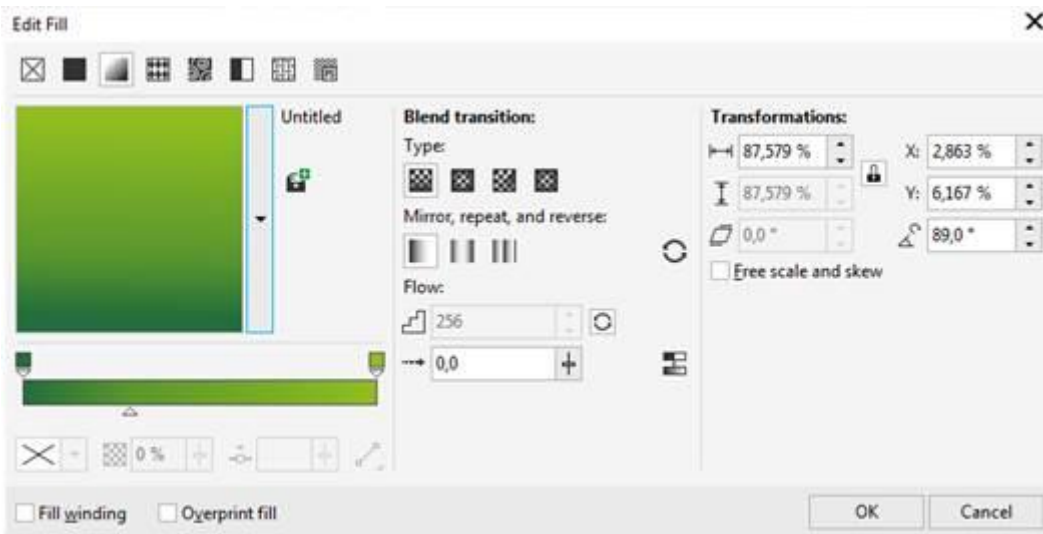 Edit Fill
Untitled
Blend transition:
Type:
Mirror, repeat, and reverse:
Flow:
256
0,0
Transformations:
87,579 %
X: 2,863 %
87,579 %
Y: 6,167 %
0,0 °
89,0 °
Free scale and skew
0 %
Fill winding
Overprint fill
OK
Cancel